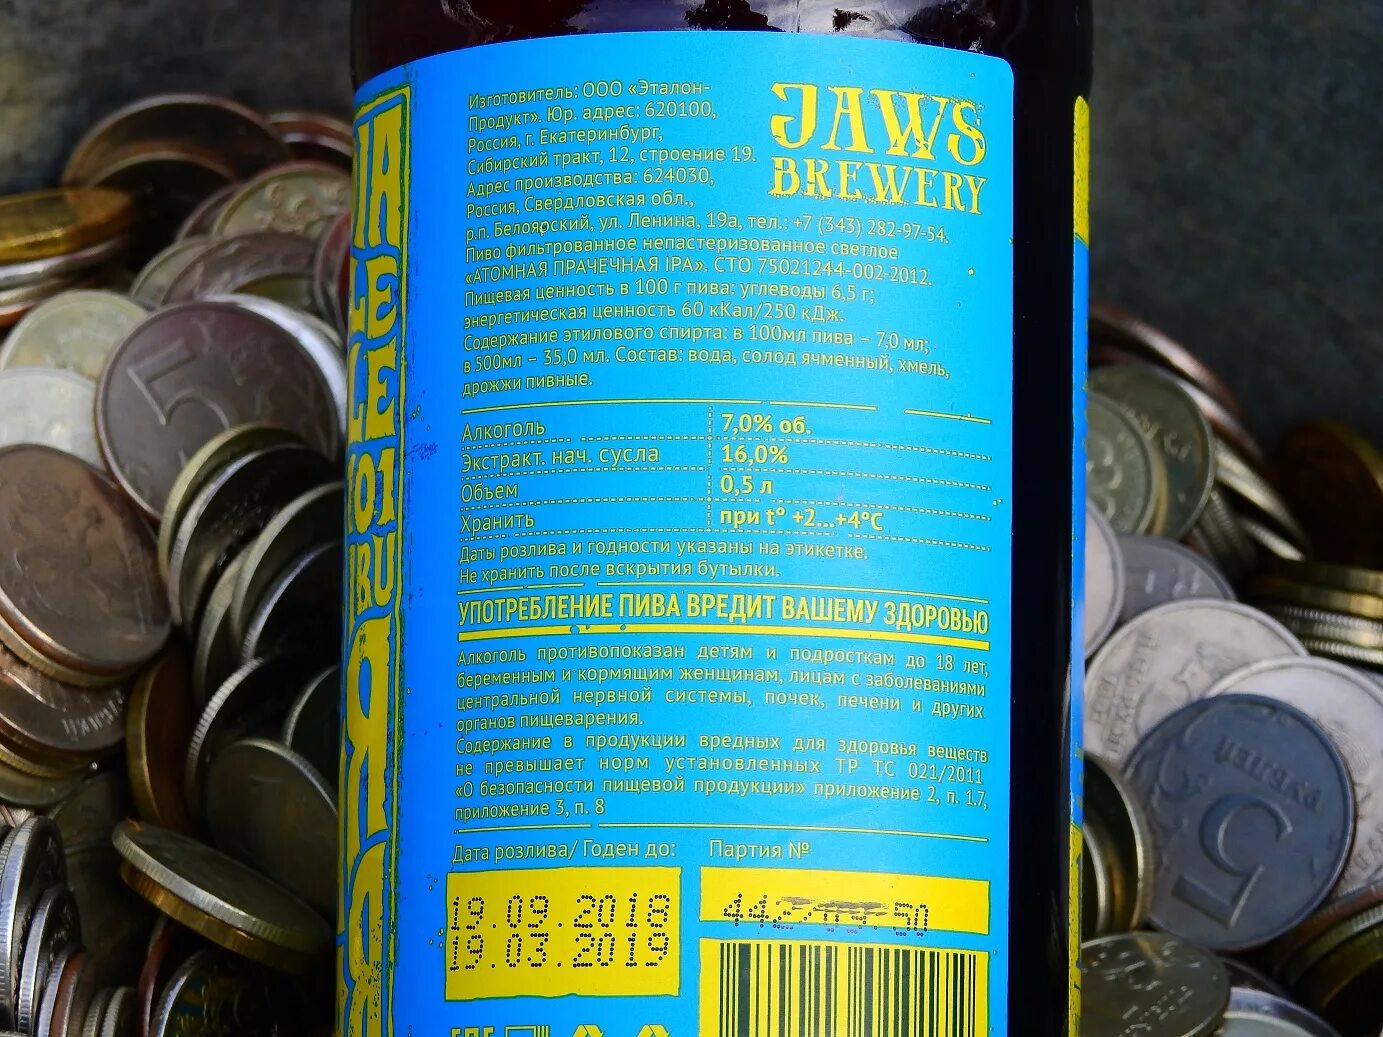 JAWS
BREWERY
Изготовитель: ООО «Эталон-
Продукт». Юр. адрес: 620100,
Россия, г. Екатеринбург,
Сибирский тракт, 12, строение 19.
Адрес производства: 624030,
Россия, Свердловская обл.,
р.п. Белоярский, ул. Ленина, 19а, тел.: +7 (343) 282-97-54.
Пиво фильтрованное непастеризованное светлое
«АТОМНАЯ ПРАЧЕЧНАЯ IPA». СТО 75021244-002-2012.
Пищевая ценность в 100 г пива: углеводы 6,5 г;
энергетическая ценность 60 кКал/250 кДж.
Содержание этилового спирта: в 100мл пива – 7,0 мл;
в 500мл – 35,0 мл. Состав: вода, солод ячменный, хмель,
дрожжи пивные.
Алкоголь 7,0% об.
Экстракт. нач. сусла 16,0%
Объем 0,5 л
Хранить при t° +2...+4°С
Даты розлива и годности указаны на этикетке.
Не хранить после вскрытия бутылки.
УПОТРЕБЛЕНИЕ ПИВА ВРЕДИТ ВАШЕМУ ЗДОРОВЬЮ
Алкоголь противопоказан детям и подросткам до 18 лет,
беременным и кормящим женщинам, лицам с заболеваниями
центральной нервной системы, почек, печени и других
органов пищеварения.
Содержание в продукции вредных для здоровья веществ
не превышает норм установленных ТР ТС 021/2011
«О безопасности пищевой продукции» приложение 2, п. 1.7,
приложение 3, п. 8
Дата розлива/ Годен до: Партия №
19.09.2018
19.03.2019
50
IBU
5
5
РУБЛЕЙ